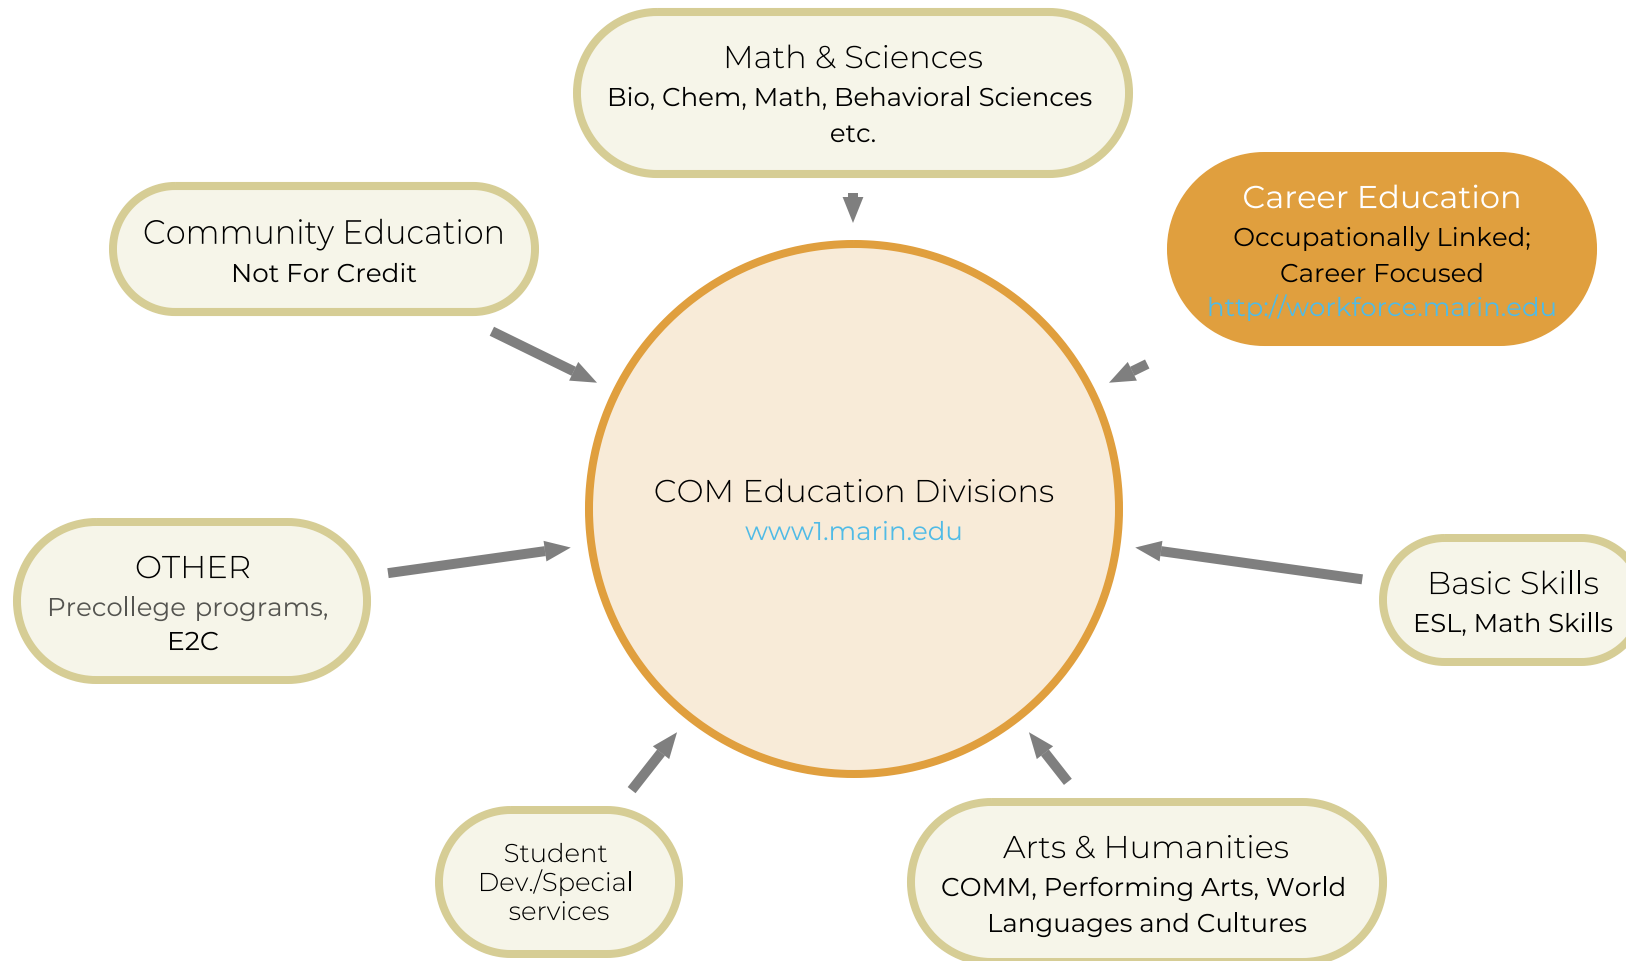 Math & Sciences
Bio, Chem, Math, Behavioral Sciences
etc.
Career Education
Occupationally Linked;
Career Focused
http://workforce.marin.edu
Community Education
Not For Credit
COM Education Divisions
www1.marin.edu
OTHER
Precollege programs,
E2C
Basic Skills
ESL, Math Skills
Student
Dev./Special
services
Arts & Humanities
COMM, Performing Arts, World
Languages and Cultures